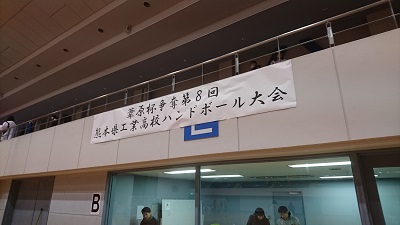 葦原杯争奪第8回
熊本県工業高校ハンドボール大会
B